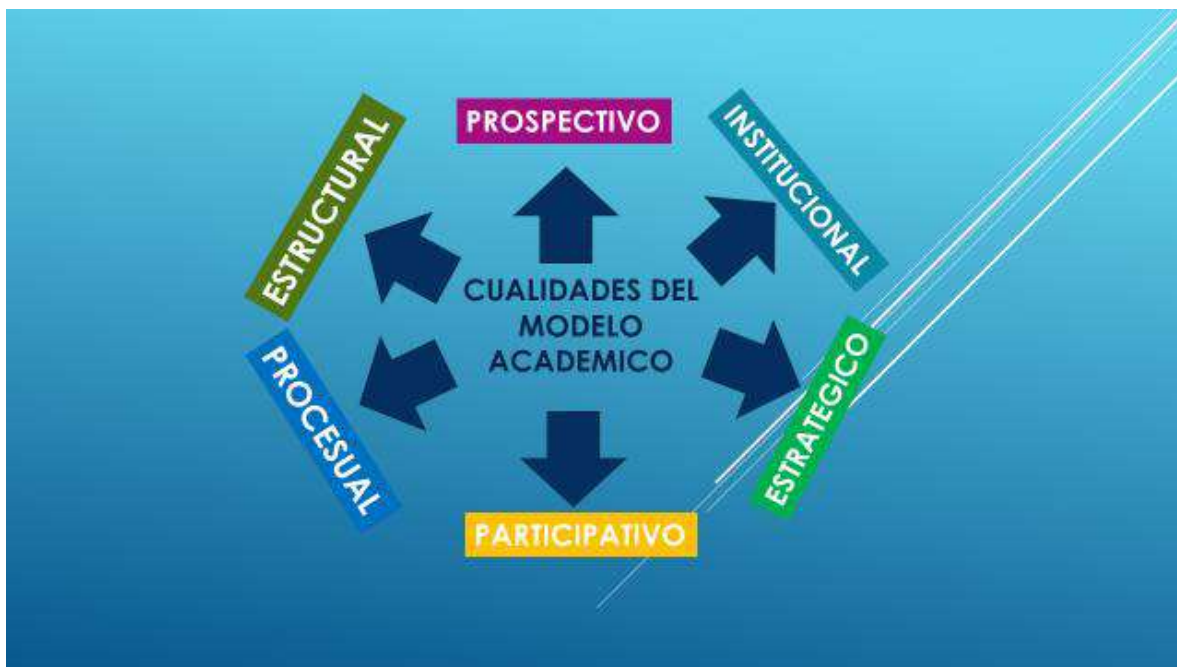 PROSPECTIVO
INSTITUCIONAL
ESTRUCTURAL
CUALIDADES DEL
MODELO
ACADEMICO
PROCESUAL
ESTRATEGICO
PARTICIPATIVO